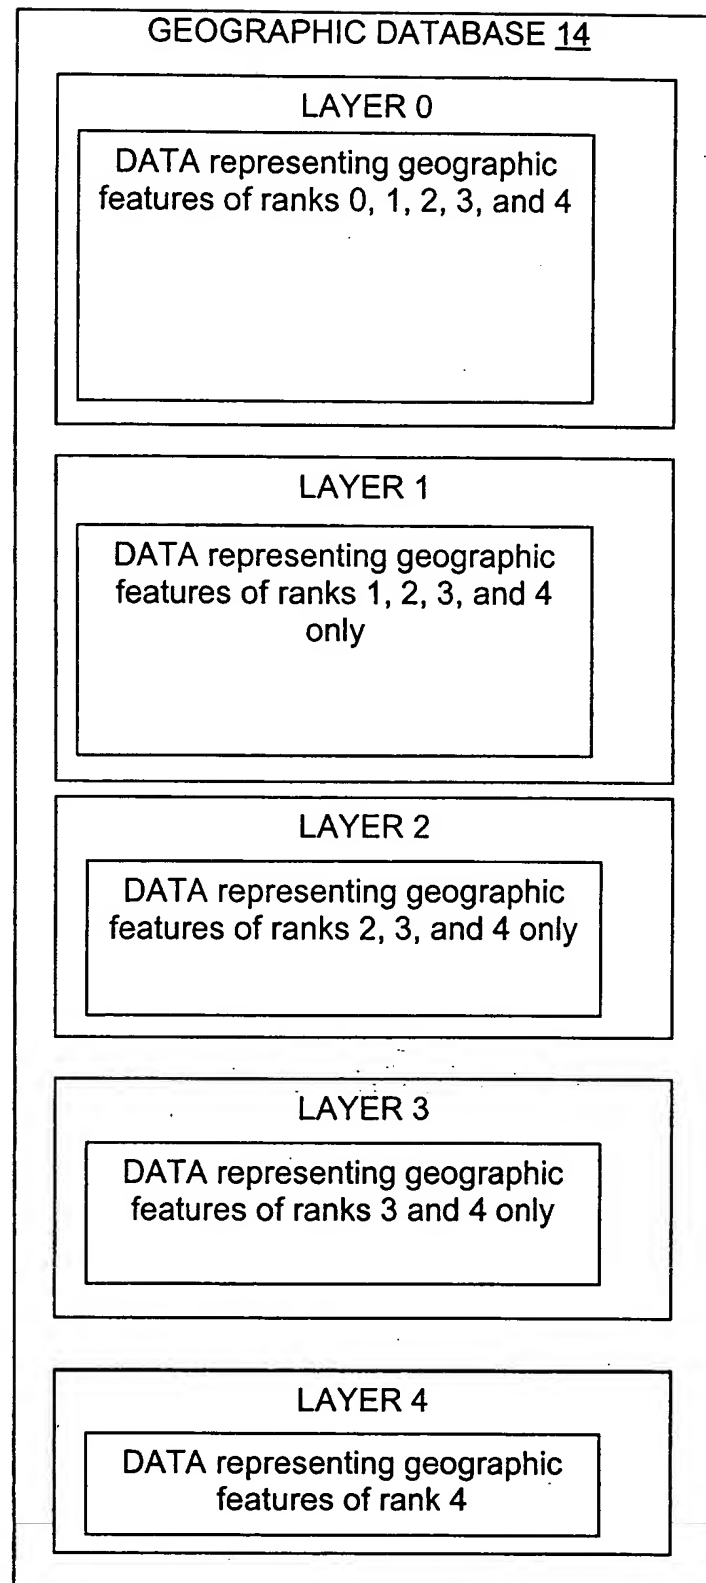 GEOGRAPHIC DATABASE 14
LAYER 0
DATA representing geographic
features of ranks 0, 1, 2, 3, and 4
LAYER 1
DATA representing geographic
features of ranks 1, 2, 3, and 4
only
LAYER 2
DATA representing geographic
features of ranks 2, 3, and 4 only
LAYER 3
DATA representing geographic
features of ranks 3 and 4 only
LAYER 4
DATA representing geographic
features of rank 4